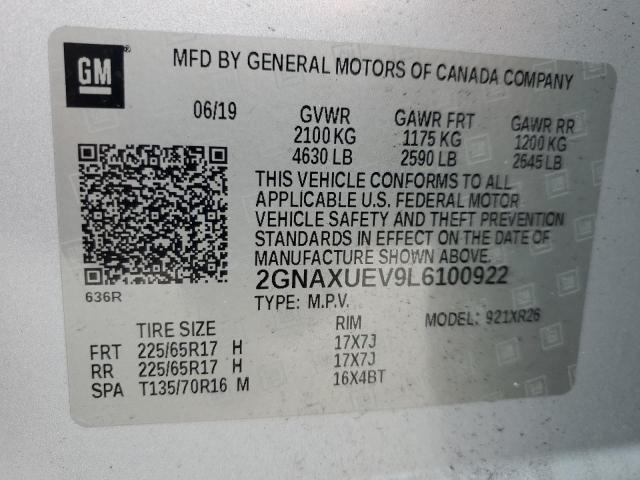 GM
MFD BY GENERAL MOTORS OF CANADA COMPANY
06/19 GVWR GAWR FRT GAWR RR
2100 KG 1175 KG 1200 KG
4630 LB 2590 LB 2645 LB
THIS VEHICLE CONFORMS TO ALL
APPLICABLE U.S. FEDERAL MOTOR
VEHICLE SAFETY AND THEFT PREVENTION
STANDARDS IN EFFECT ON THE DATE OF
MANUFACTURE SHOWN ABOVE.
2GNAXUEV9L6100922
636R
TYPE: M.P.V. MODEL: 921XR26
TIRE SIZE RIM
FRT 225/65R17 H 17X7J
RR 225/65R17 H 17X7J
SPA T135/70R16 M 16X4BT